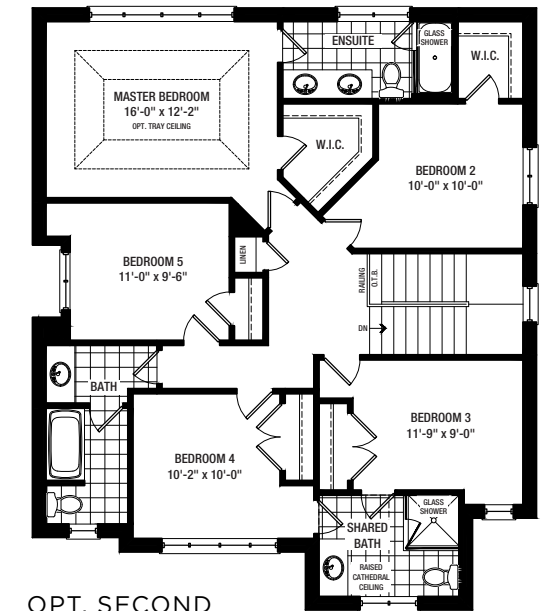 ENSUITE
GLASS
SHOWER
W.I.C.
MASTER BEDROOM
16'-0" x 12'-2"
OPT. TRAY CEILING
W.I.C.
BEDROOM 2
10'-0" x 10'-0"
BEDROOM 5
11'-0" x 9'-6"
LINEN
RAILING
O.T.B.
DN
BATH
BEDROOM 3
11'-9" x 9'-0"
BEDROOM 4
10'-2" x 10'-0"
GLASS
SHOWER
SHARED
BATH
RAISED
CATHEDRAL
CEILING
OPT. SECOND